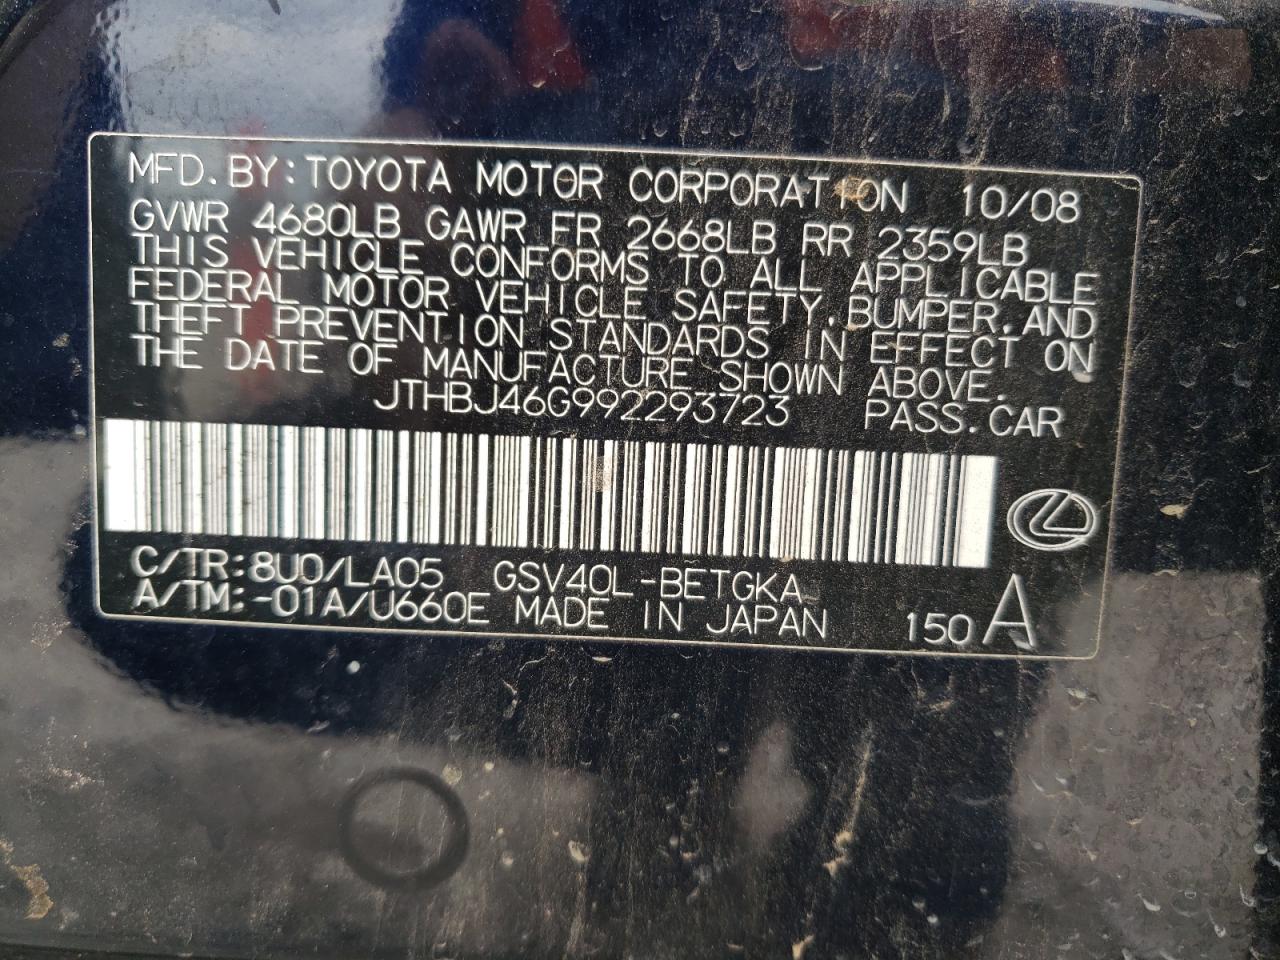 MFD. BY: TOYOTA MOTOR CORPORATION 10/08
GVWR 4680LB GAWR FR 2668LB RR 2359LB
THIS VEHICLE CONFORMS TO ALL APPLICABLE
FEDERAL MOTOR VEHICLE SAFETY, BUMPER, AND
THEFT PREVENTION STANDARDS IN EFFECT ON
THE DATE OF MANUFACTURE SHOWN ABOVE.
JTHBJ46G992293723 PASS. CAR
C/TR: 8U0/LA05 GSV40L-BETGKA
A/TM: -01A/U660E MADE IN JAPAN 150 A